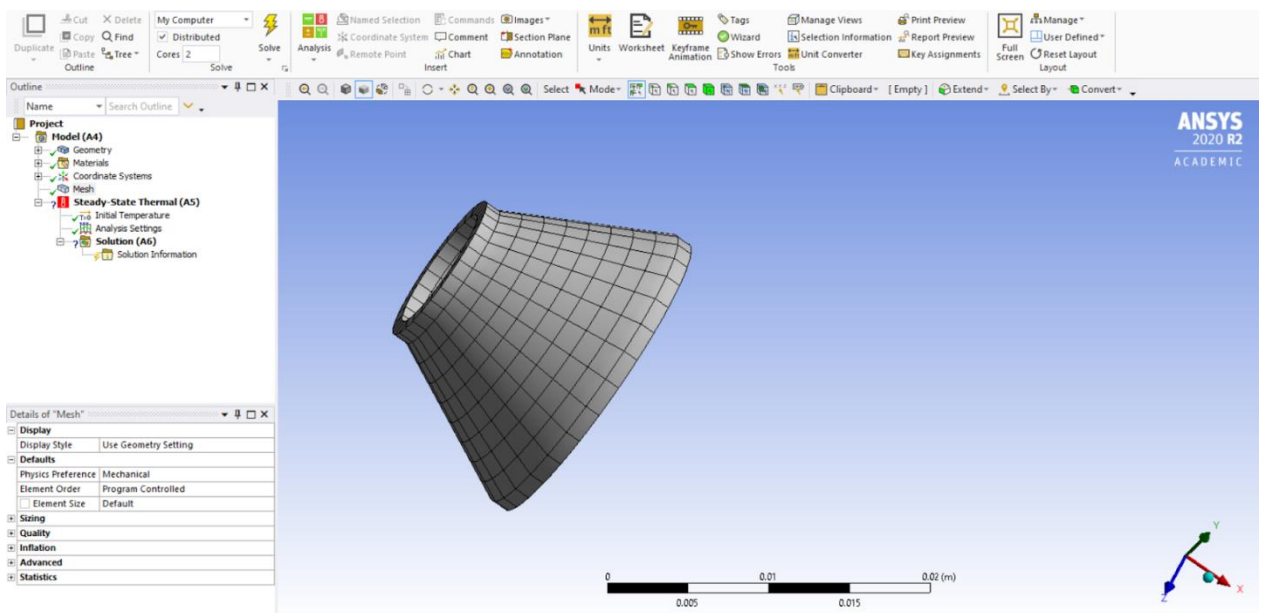 Cut X Delete My Computer Named Selection Commands Images Tags Manage Views Print Preview Manage
Copy Find Distributed Coordinate System Comment Section Plane Wizard Selection Information Report Preview User Defined
Duplicate Paste Tree Cores 2 Solve Analysis Remote Point Chart Annotation Units Worksheet Keyframe Animation Show Errors Unit Converter Key Assignments Full Screen Reset Layout
Outline Solve Insert Tools Layout
Outline
Select Mode Clipboard [Empty] Extend Select By Convert
Name Search Outline
Project
Model (A4)
Geometry
Materials
Coordinate Systems
Mesh
Steady-State Thermal (A5)
Initial Temperature
Analysis Settings
Solution (A6)
Solution Information
ANSYS
2020 R2
ACADEMIC
Details of "Mesh"
Display
Display Style Use Geometry Setting
Defaults
Physics Preference Mechanical
Element Order Program Controlled
Element Size Default
Sizing
Quality
Inflation
Advanced
Statistics
0 0.01 0.02 (m)
0.005 0.015
Y
X
Z